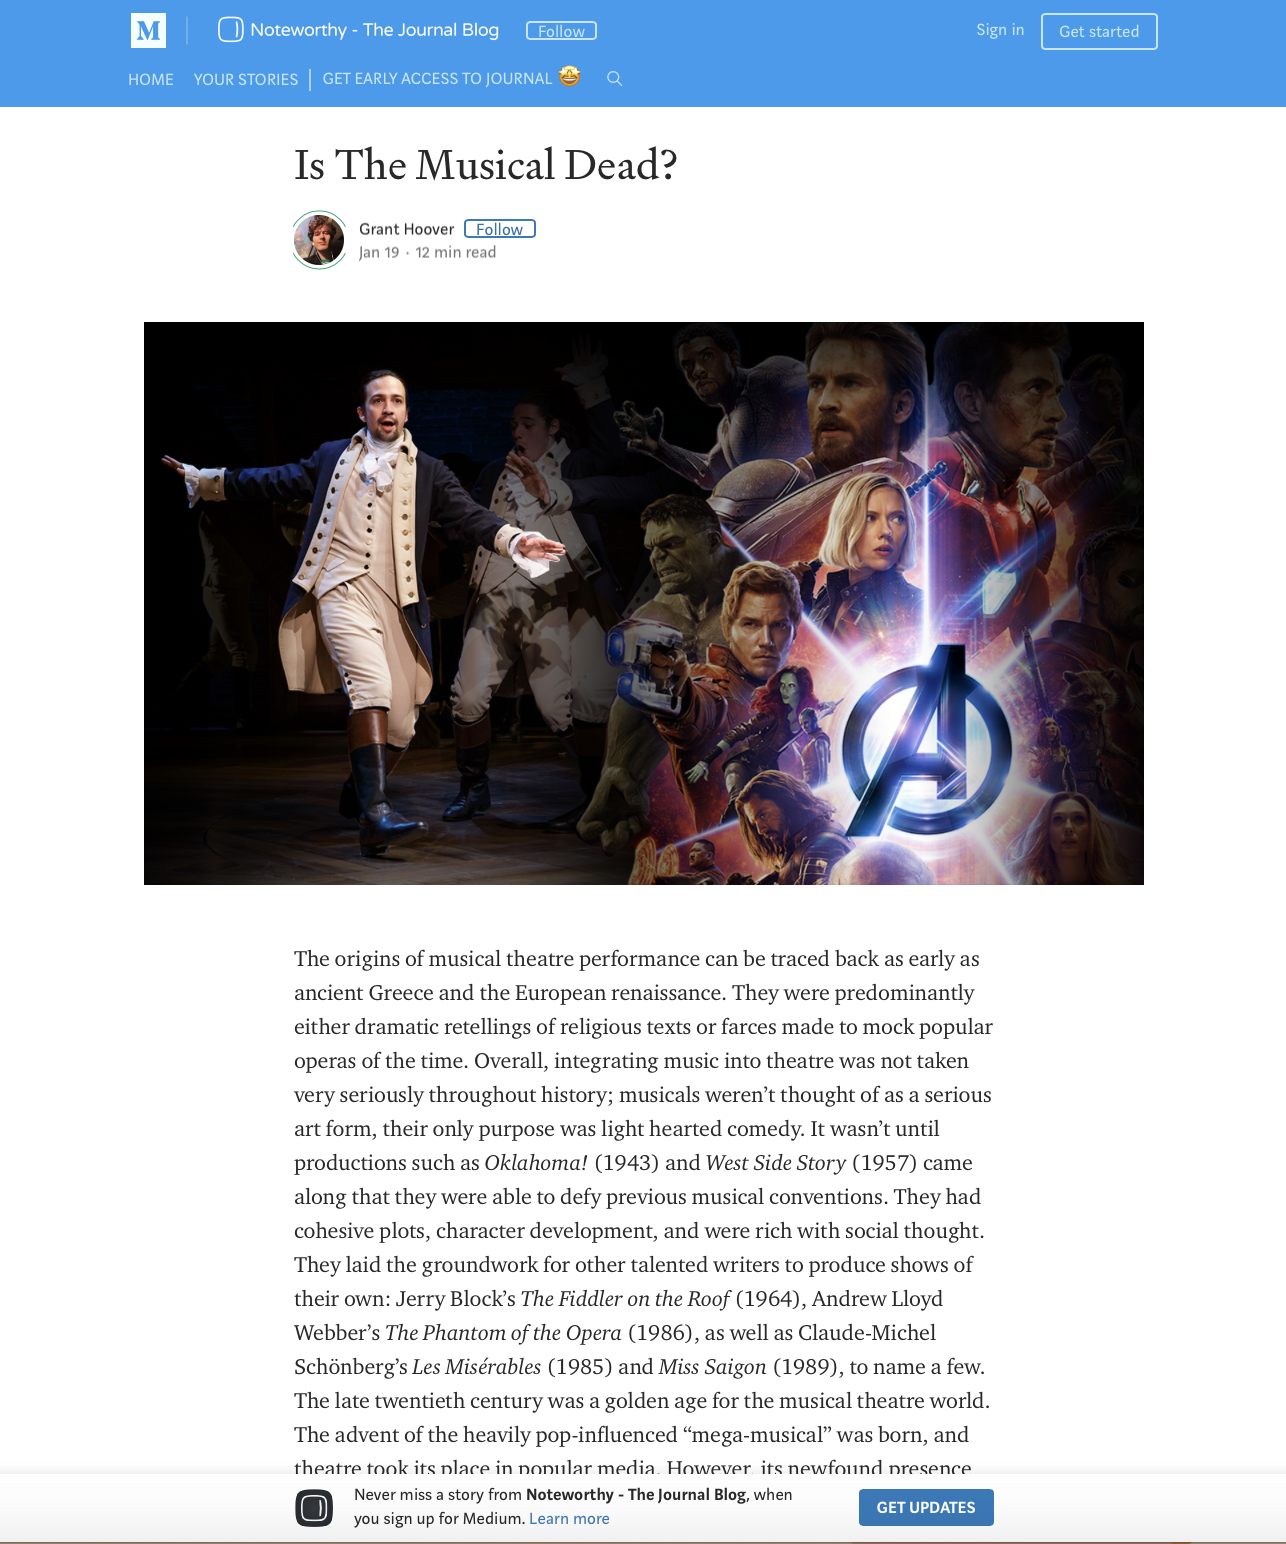 M
Noteworthy - The Journal Blog
Follow
Sign in
Get started
HOME
YOUR STORIES
GET EARLY ACCESS TO JOURNAL 🤩
Is The Musical Dead?
Grant Hoover
Follow
Jan 19 · 12 min read
The origins of musical theatre performance can be traced back as early as
ancient Greece and the European renaissance. They were predominantly
either dramatic retellings of religious texts or farces made to mock popular
operas of the time. Overall, integrating music into theatre was not taken
very seriously throughout history; musicals weren’t thought of as a serious
art form, their only purpose was light hearted comedy. It wasn’t until
productions such as Oklahoma! (1943) and West Side Story (1957) came
along that they were able to defy previous musical conventions. They had
cohesive plots, character development, and were rich with social thought.
They laid the groundwork for other talented writers to produce shows of
their own: Jerry Block’s The Fiddler on the Roof (1964), Andrew Lloyd
Webber’s The Phantom of the Opera (1986), as well as Claude-Michel
Schönberg’s Les Misérables (1985) and Miss Saigon (1989), to name a few.
The late twentieth century was a golden age for the musical theatre world.
The advent of the heavily pop-influenced “mega-musical” was born, and
theatre took its place in popular media. However, its newfound presence
Never miss a story from Noteworthy - The Journal Blog, when
you sign up for Medium. Learn more
GET UPDATES